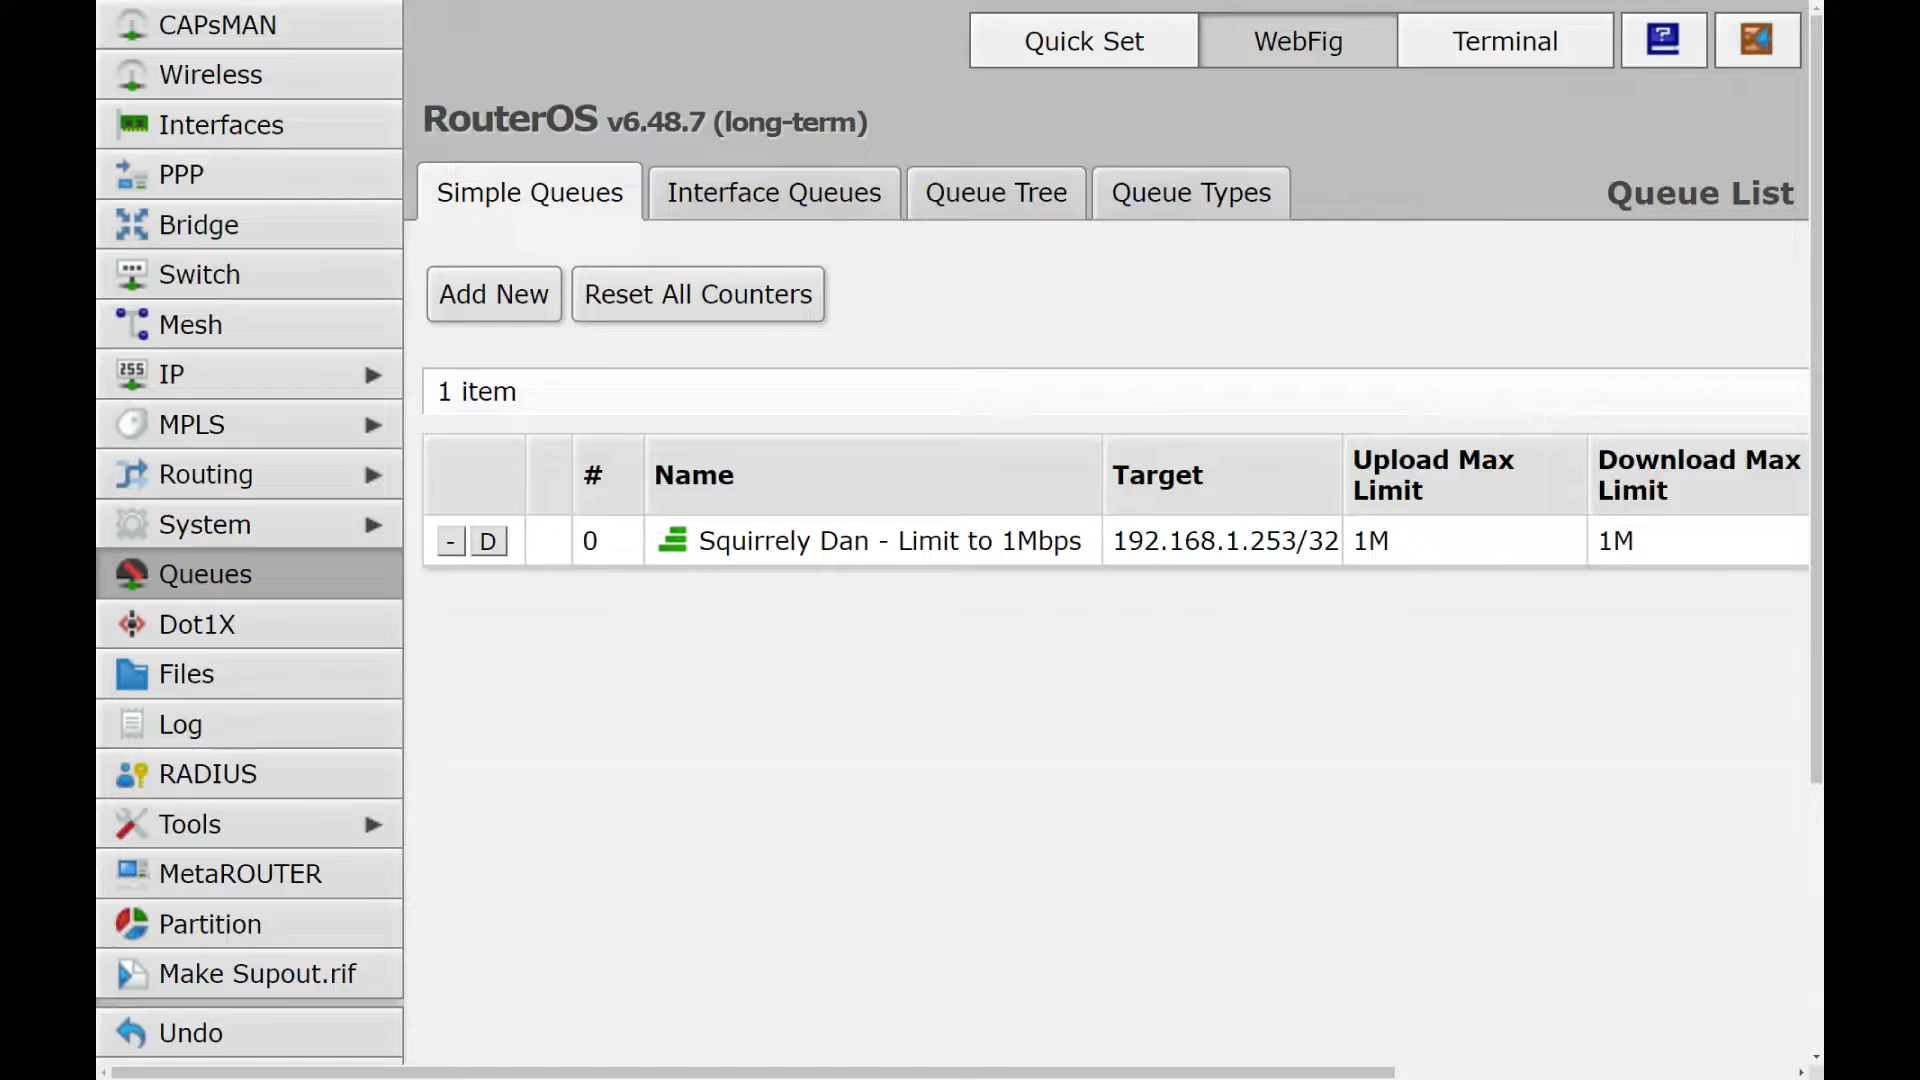 CAPsMAN
Wireless
Interfaces
PPP
Bridge
Switch
Mesh
255 IP
MPLS
Routing
System
Queues
Dot1X
Files
Log
RADIUS
Tools
MetaROUTER
Partition
Make Supout.rif
Undo
Quick Set WebFig Terminal ?
RouterOS v6.48.7 (long-term)
Simple Queues Interface Queues Queue Tree Queue Types Queue List
Add New Reset All Counters
1 item
# Name Target Upload Max Limit Download Max Limit
- D 0 Squirrely Dan - Limit to 1Mbps 192.168.1.253/32 1M 1M